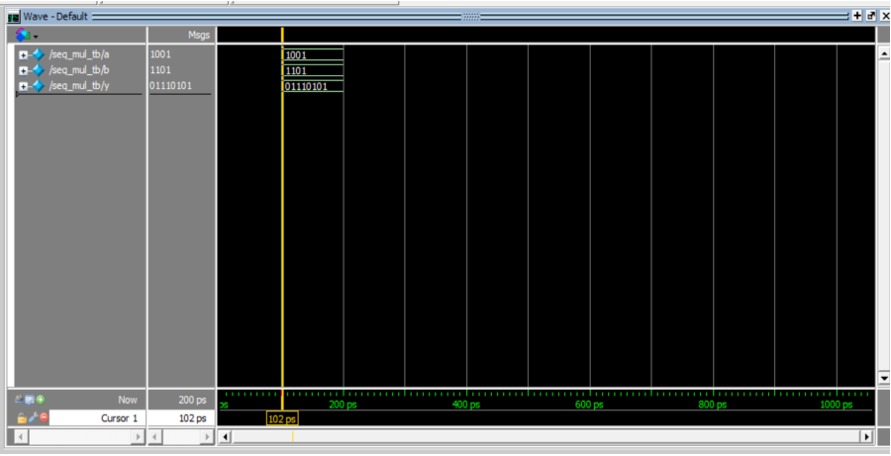 Wave - Default
Msgs
/seq_mul_tb/a 1001 1001
/seq_mul_tb/b 1101 1101
/seq_mul_tb/y 01110101 01110101
Now 200 ps ps 200 ps 400 ps 600 ps 800 ps 1000 ps
Cursor 1 102 ps 102 ps